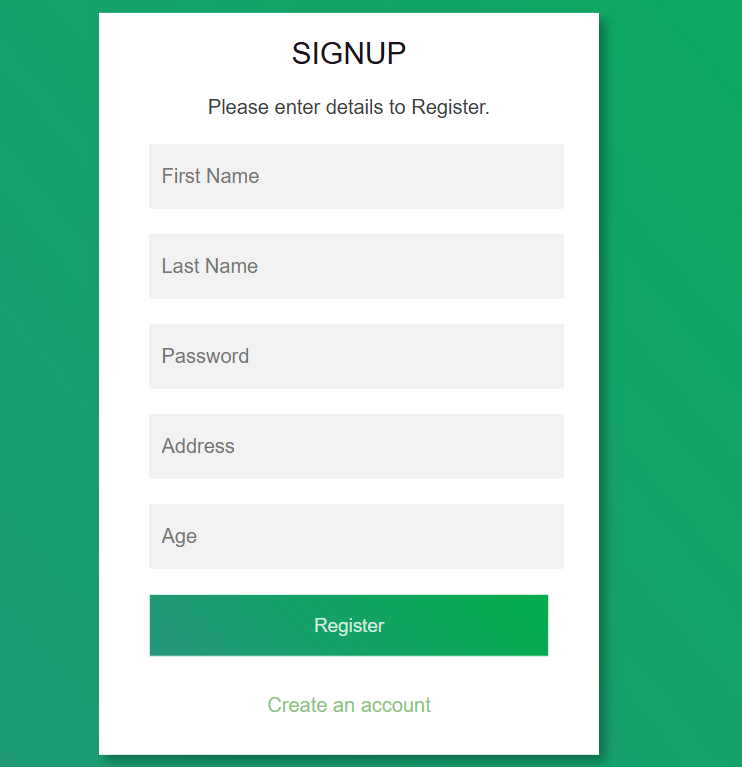 SIGNUP
Please enter details to Register.
First Name
Last Name
Password
Address
Age
Register
Create an account